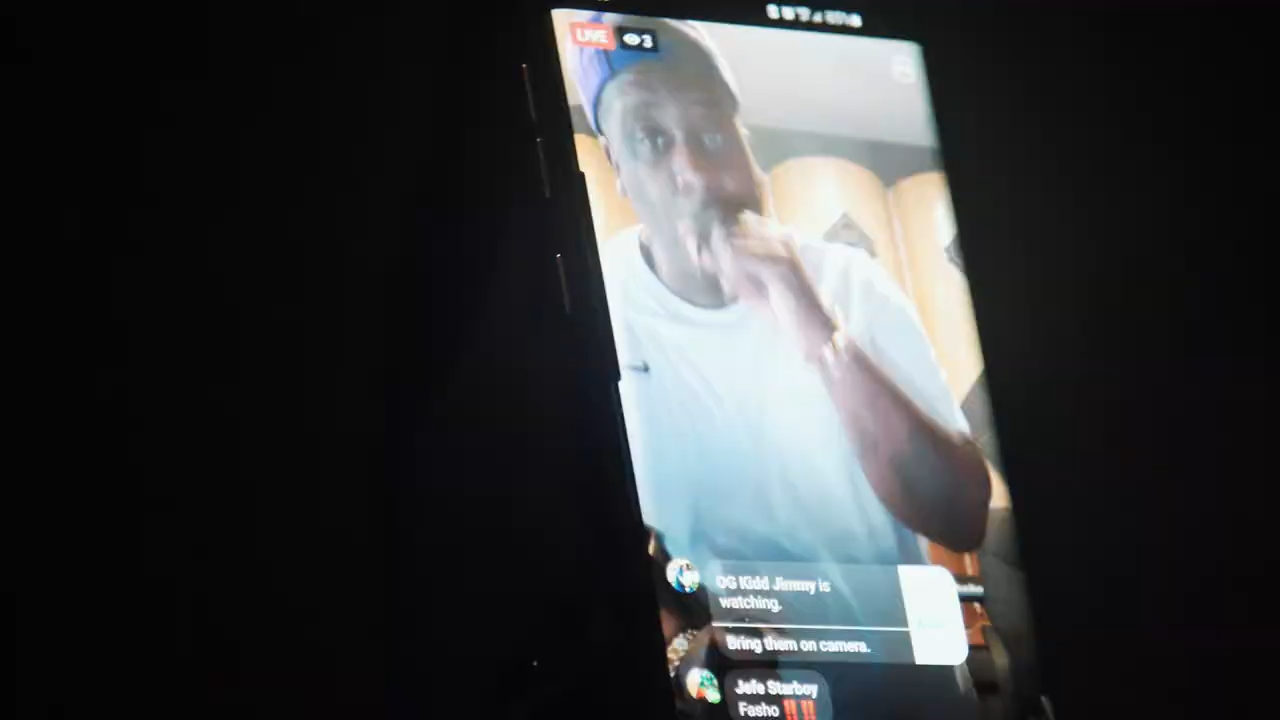 LIVE 3
OG Kidd Jimmy is
watching.
Bring them on camera.
Jefe Starboy
Fasho ‼️‼️